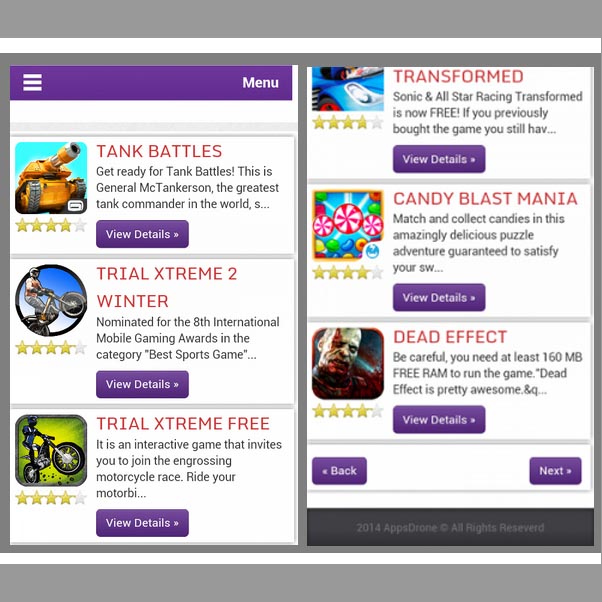 Menu
TANK BATTLES
Get ready for Tank Battles! This is
General McTankerson, the greatest
tank commander in the world, s...
View Details »
TRIAL XTREME 2
WINTER
Nominated for the 8th International
Mobile Gaming Awards in the
category "Best Sports Game"...
View Details »
TRIAL XTREME FREE
It is an interactive game that invites
you to join the engrossing
motorcycle race. Ride your
motorbi...
View Details »
TRANSFORMED
Sonic & All Star Racing Transformed
is now FREE! If you previously
bought the game you still hav...
View Details »
CANDY BLAST MANIA
Match and collect candies in this
amazingly delicious puzzle
adventure guaranteed to satisfy
your sw...
View Details »
DEAD EFFECT
Be careful, you need at least 160 MB
FREE RAM to run the game."Dead
Effect is pretty awesome.&q...
View Details »
« Back
Next »
2014 AppsDrone © All Rights Reseverd